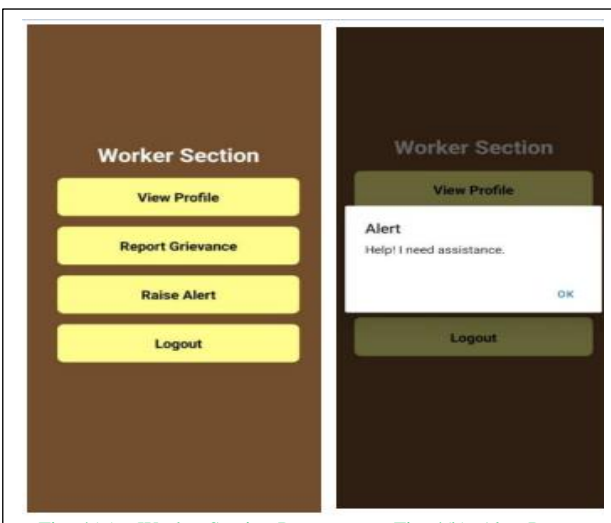 Worker Section
View Profile
Report Grievance
Raise Alert
Logout
Worker Section
View Profile
Alert
Help! I need assistance.
OK
Logout